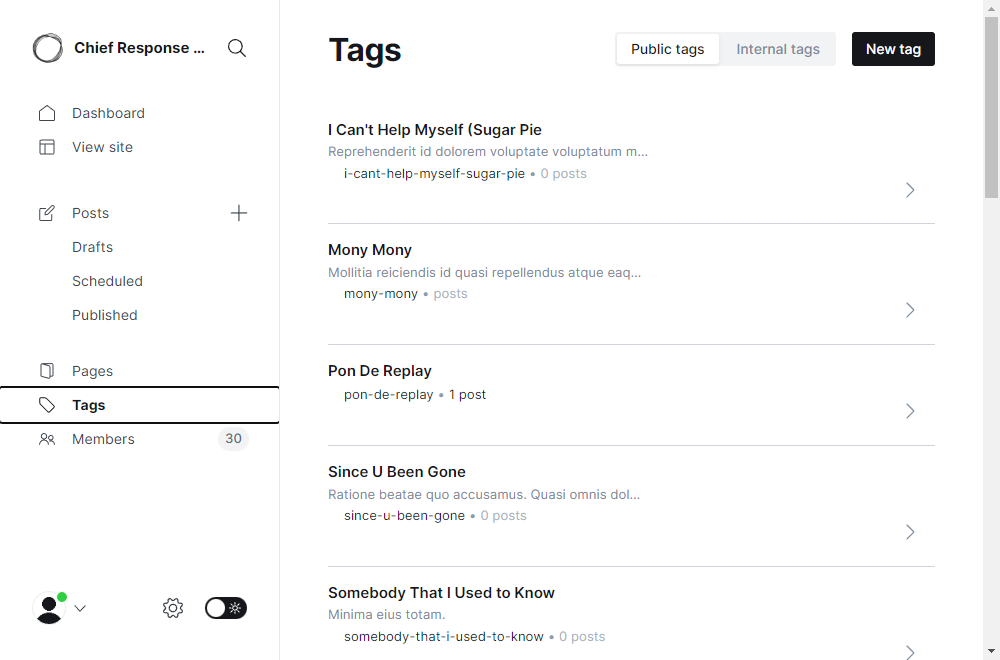 Chief Response ...
Dashboard
View site
Posts
Drafts
Scheduled
Published
Pages
Tags
Members 30
Tags
Public tags Internal tags New tag
I Can't Help Myself (Sugar Pie
Reprehenderit id dolorem voluptate voluptatum m...
i-cant-help-myself-sugar-pie • 0 posts
Mony Mony
Mollitia reiciendis id quasi repellendus atque eaq...
mony-mony • posts
Pon De Replay
pon-de-replay • 1 post
Since U Been Gone
Ratione beatae quo accusamus. Quasi omnis dol...
since-u-been-gone • 0 posts
Somebody That I Used to Know
Minima eius totam.
somebody-that-i-used-to-know • 0 posts